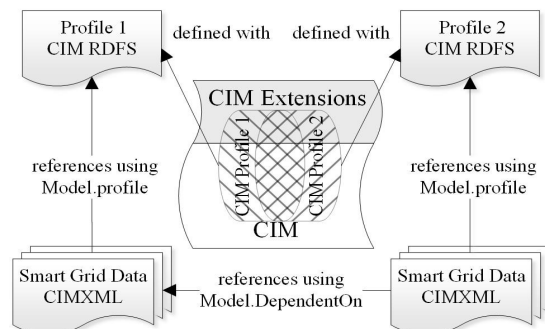 Profile 1
CIM RDFS
defined with
defined with
Profile 2
CIM RDFS
CIM Extensions
CIM Profile 1
CIM Profile 2
CIM
references using
Model.profile
references using
Model.profile
Smart Grid Data
CIMXML
references using
Model.DependentOn
Smart Grid Data
CIMXML